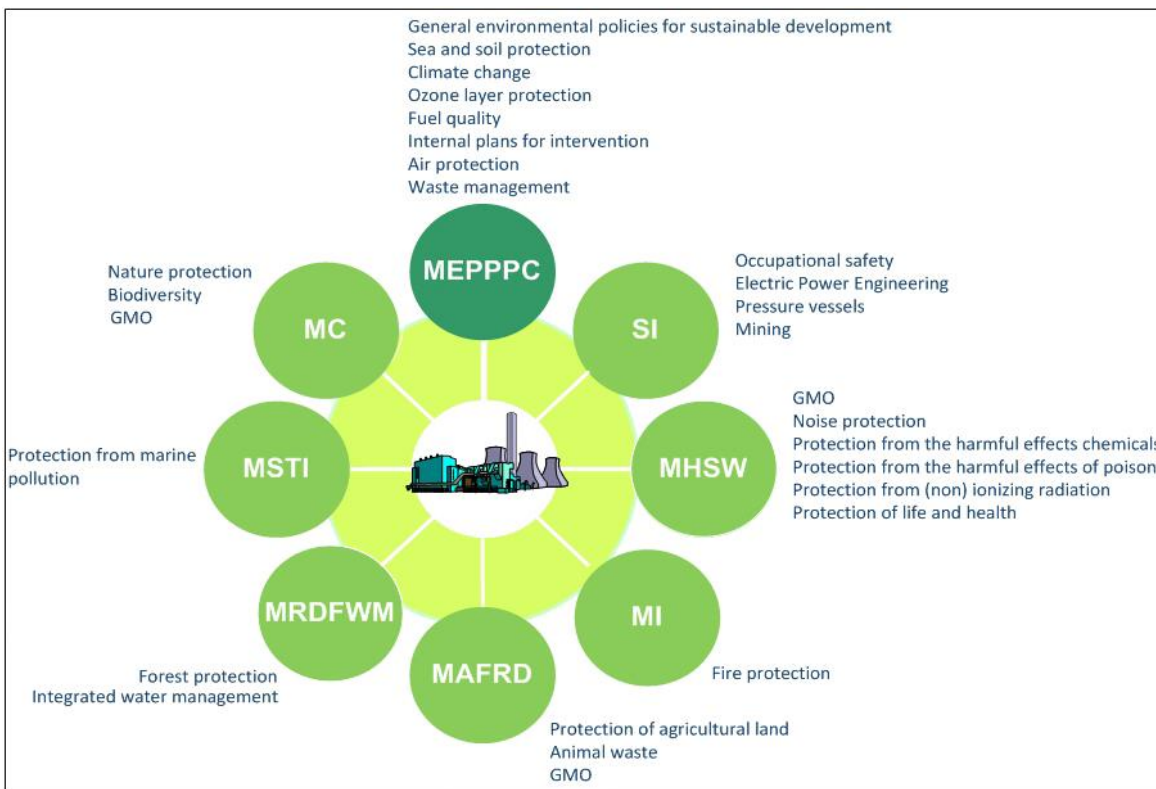 General environmental policies for sustainable development
Sea and soil protection
Climate change
Ozone layer protection
Fuel quality
Internal plans for intervention
Air protection
Waste management
MEPPPC
Nature protection
Biodiversity
GMO
MC
SI
Occupational safety
Electric Power Engineering
Pressure vessels
Mining
Protection from marine
pollution
MSTI
MHSW
GMO
Noise protection
Protection from the harmful effects chemicals
Protection from the harmful effects of poison
Protection from (non) ionizing radiation
Protection of life and health
MRDFWM
Forest protection
Integrated water management
MAFRD
Protection of agricultural land
Animal waste
GMO
MI
Fire protection